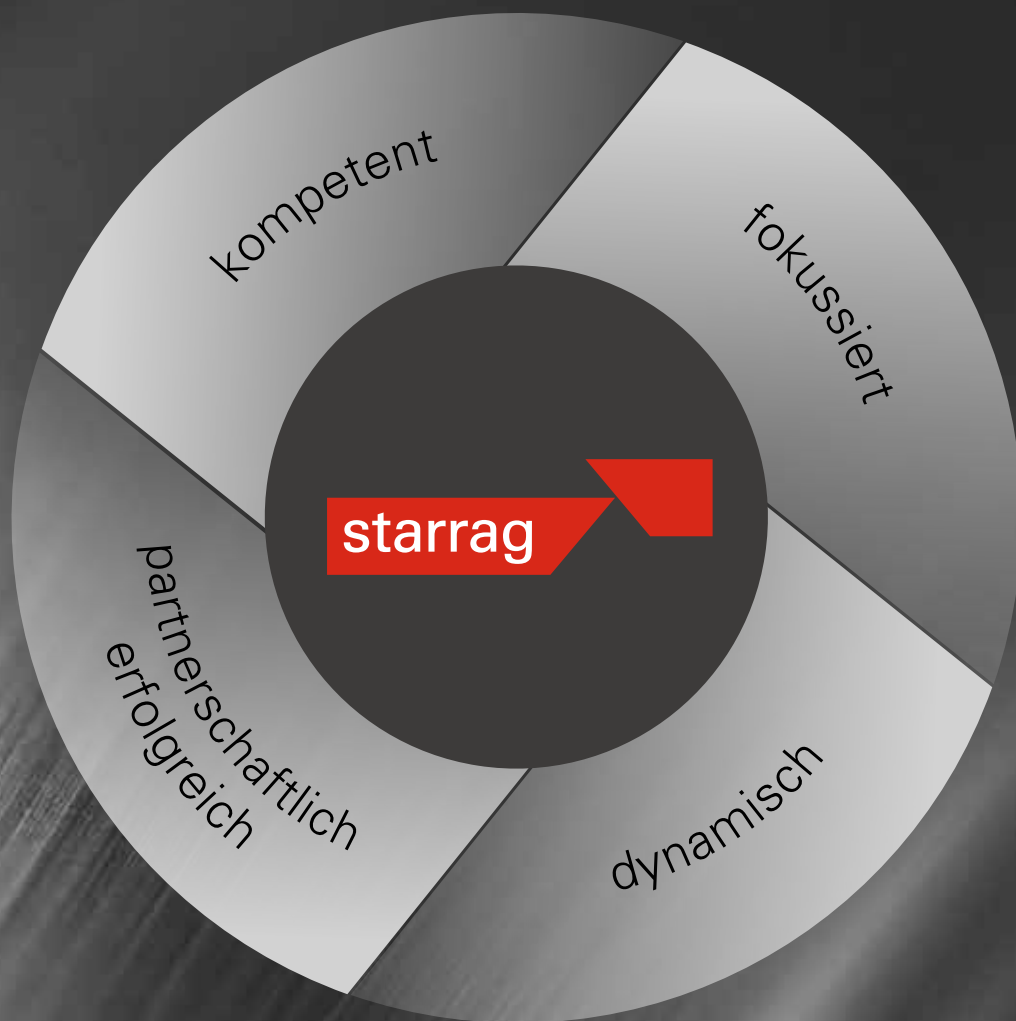 kompetent
fokussiert
starrag
partnerschaftlich
erfolgreich
dynamisch